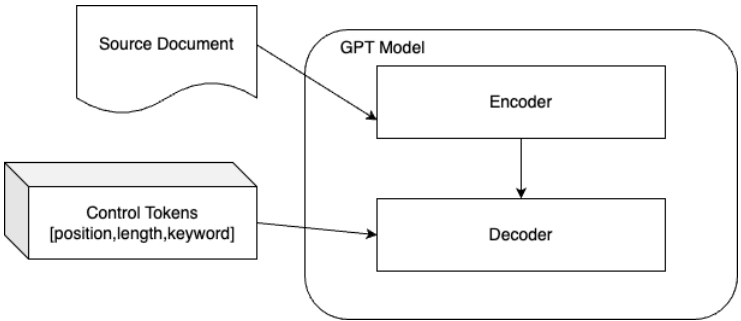 Source Document
GPT Model
Encoder
Control Tokens
[position,length,keyword]
Decoder